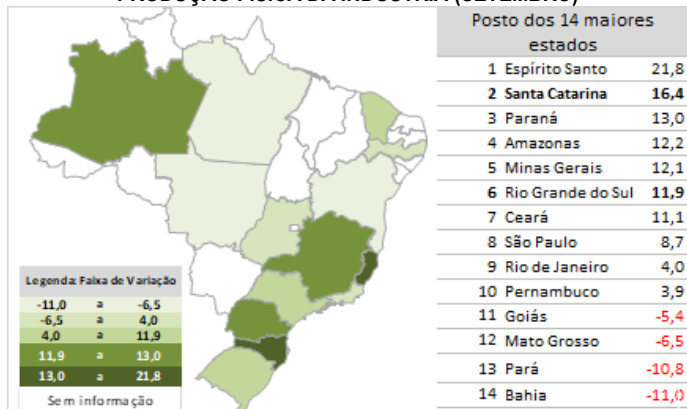 PRODUÇÃO FÍSICA DA INDÚSTRIA (SETEMBRO)
Posto dos 14 maiores
estados
1 Espírito Santo 21,8
2 Santa Catarina 16,4
3 Paraná 13,0
4 Amazonas 12,2
5 Minas Gerais 12,1
6 Rio Grande do Sul 11,9
7 Ceará 11,1
8 São Paulo 8,7
9 Rio de Janeiro 4,0
10 Pernambuco 3,9
11 Goiás -5,4
12 Mato Grosso -6,5
13 Pará -10,8
14 Bahia -11,0
Legenda: Faixa de Variação
-11,0 a -6,5
-6,5 a 4,0
4,0 a 11,9
11,9 a 13,0
13,0 a 21,8
Sem informação